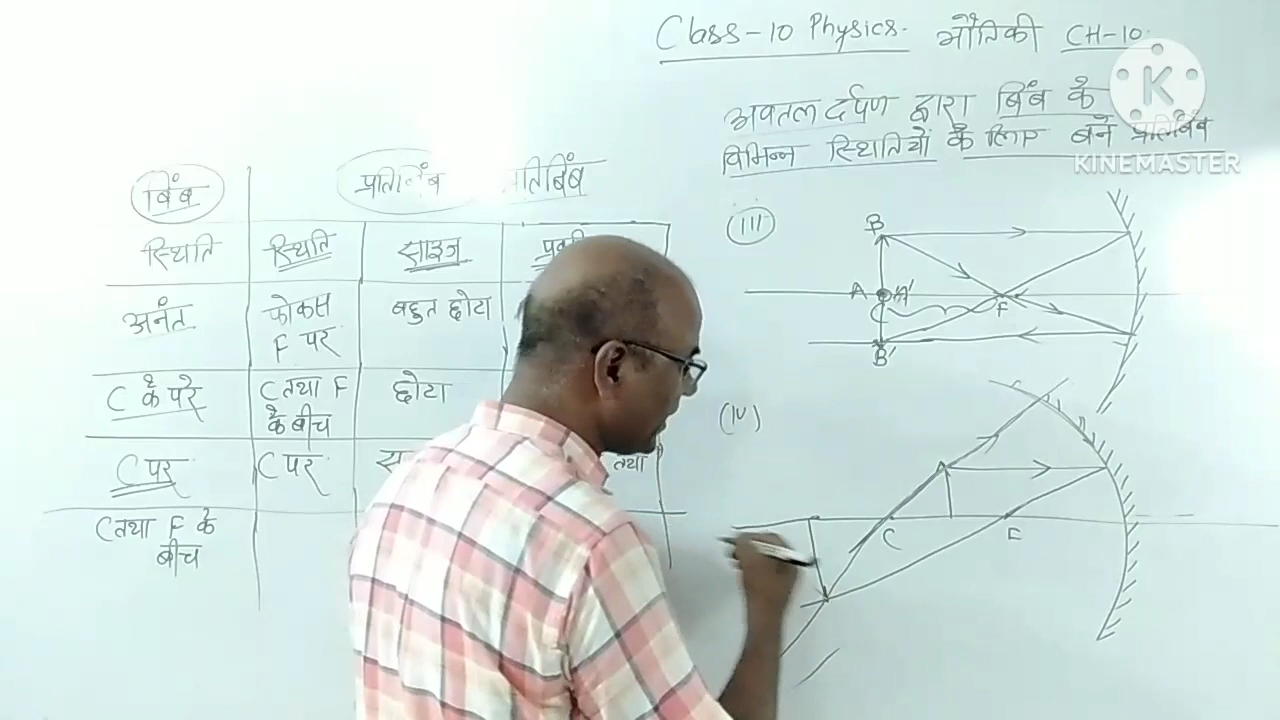 Class-10 Physics. भौतिकी CH-10.
अवतल दर्पण द्वारा बिंब के
विभिन्न स्थितियों के लिए बने प्रतिबिंब
K
KINEMASTER
बिंब
प्रतिबिंब
स्थिति
स्थिति
साइज
अनंत
फोकस
F पर
बहुत छोटा
C के परे
C तथा F
के बीच
छोटा
C पर
C पर
तथा
C तथा F के
बीच
(III)
B
A
A'
C
F
B'
(IV)
C
F